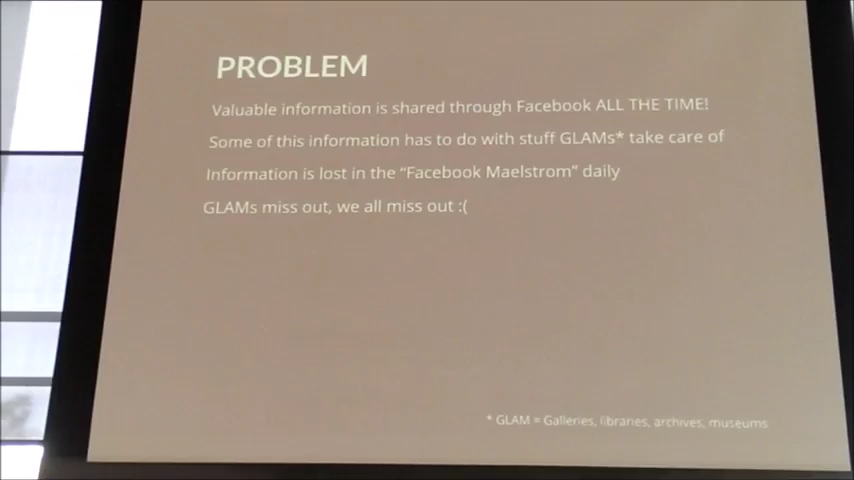 PROBLEM
Valuable information is shared through Facebook ALL THE TIME!
Some of this information has to do with stuff GLAMs* take care of
Information is lost in the “Facebook Maelstrom” daily
GLAMs miss out, we all miss out :(
* GLAM = Galleries, libraries, archives, museums